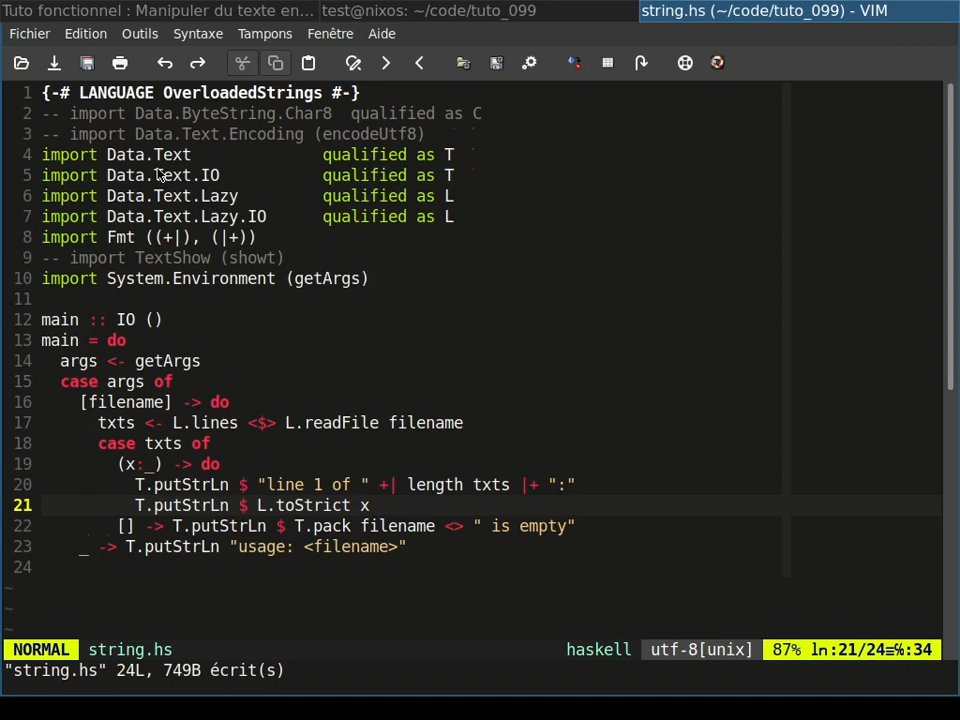 Tuto fonctionnel : Manipuler du texte en... test@nixos: ~/code/tuto_099 string.hs (~/code/tuto_099) - VIM
Fichier Edition Outils Syntaxe Tampons Fenêtre Aide
1 {-# LANGUAGE OverloadedStrings #-}
2 -- import Data.ByteString.Char8  qualified as C
3 -- import Data.Text.Encoding (encodeUtf8)
4 import Data.Text              qualified as T
5 import Data.Text.IO           qualified as T
6 import Data.Text.Lazy         qualified as L
7 import Data.Text.Lazy.IO      qualified as L
8 import Fmt ((+|), (|+))
9 -- import TextShow (showt)
10 import System.Environment (getArgs)
11
12 main :: IO ()
13 main = do
14   args <- getArgs
15   case args of
16     [filename] -> do
17       txts <- L.lines <$> L.readFile filename
18       case txts of
19         (x:_) -> do
20           T.putStrLn $ "line 1 of " +| length txts |+ ":"
21           T.putStrLn $ L.toStrict x
22         [] -> T.putStrLn $ T.pack filename <> " is empty"
23     _ -> T.putStrLn "usage: <filename>"
24
~
~
~
NORMAL string.hs haskell utf-8[unix] 87% ln:21/24≡℅:34
"string.hs" 24L, 749B écrit(s)